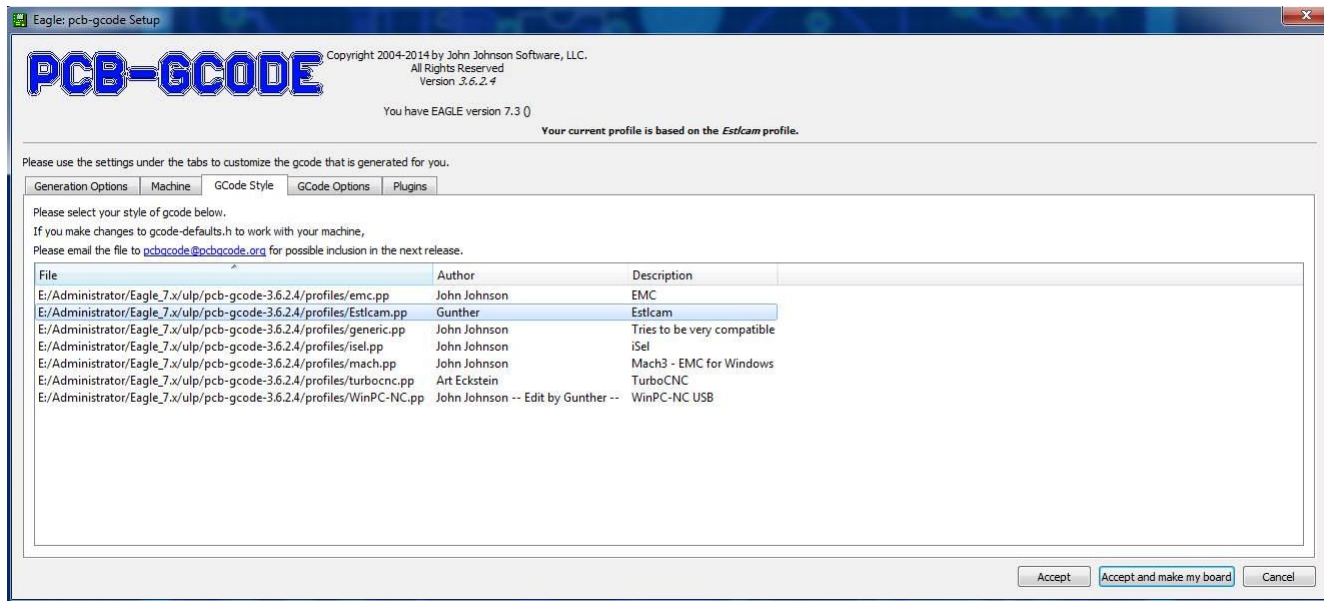 Eagle: pcb-gcode Setup
PCB-GCODE
Copyright 2004-2014 by John Johnson Software, LLC.
All Rights Reserved
Version 3.6.2.4
You have EAGLE version 7.3 ()
Your current profile is based on the Estlcam profile.
Please use the settings under the tabs to customize the gcode that is generated for you.
Generation Options Machine GCode Style GCode Options Plugins
Please select your style of gcode below.
If you make changes to gcode-defaults.h to work with your machine,
Please email the file to pcbgcode@pcbgcode.org for possible inclusion in the next release.
File Author Description
E:/Administrator/Eagle_7.x/ulp/pcb-gcode-3.6.2.4/profiles/emc.pp John Johnson EMC
E:/Administrator/Eagle_7.x/ulp/pcb-gcode-3.6.2.4/profiles/Estlcam.pp Gunther Estlcam
E:/Administrator/Eagle_7.x/ulp/pcb-gcode-3.6.2.4/profiles/generic.pp John Johnson Tries to be very compatible
E:/Administrator/Eagle_7.x/ulp/pcb-gcode-3.6.2.4/profiles/isel.pp John Johnson iSel
E:/Administrator/Eagle_7.x/ulp/pcb-gcode-3.6.2.4/profiles/mach.pp John Johnson Mach3 - EMC for Windows
E:/Administrator/Eagle_7.x/ulp/pcb-gcode-3.6.2.4/profiles/turbocnc.pp Art Eckstein TurboCNC
E:/Administrator/Eagle_7.x/ulp/pcb-gcode-3.6.2.4/profiles/WinPC-NC.pp John Johnson -- Edit by Gunther -- WinPC-NC USB
Accept Accept and make my board Cancel